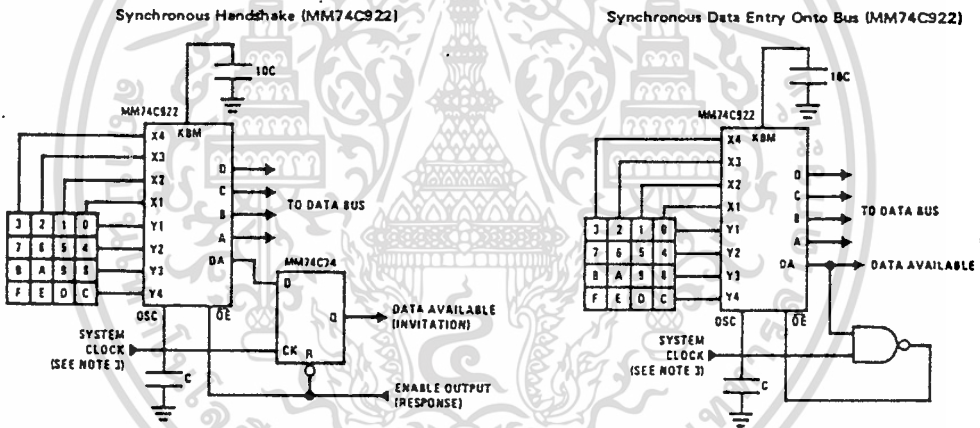 Synchronous Handshake (MM74C922)
10C
MM74C922
X4 KBM
X3
X2
X1
Y1
Y2
Y3
Y4
D
C
B
A
DA
OSC
OE
TO DATA BUS
3 2 1 0
7 6 5 4
B A 9 8
F E D C
MM74C74
D
Q
CK R
DATA AVAILABLE
(INVITATION)
SYSTEM
CLOCK
(SEE NOTE 3)
C
ENABLE OUTPUT
(RESPONSE)
Synchronous Data Entry Onto Bus (MM74C922)
10C
MM74C922
X4 KBM
X3
X2
X1
Y1
Y2
Y3
Y4
D
C
B
A
DA
OSC
OE
TO DATA BUS
DATA AVAILABLE
3 2 1 0
7 6 5 4
B A 9 8
F E D C
SYSTEM
CLOCK
(SEE NOTE 3)
C